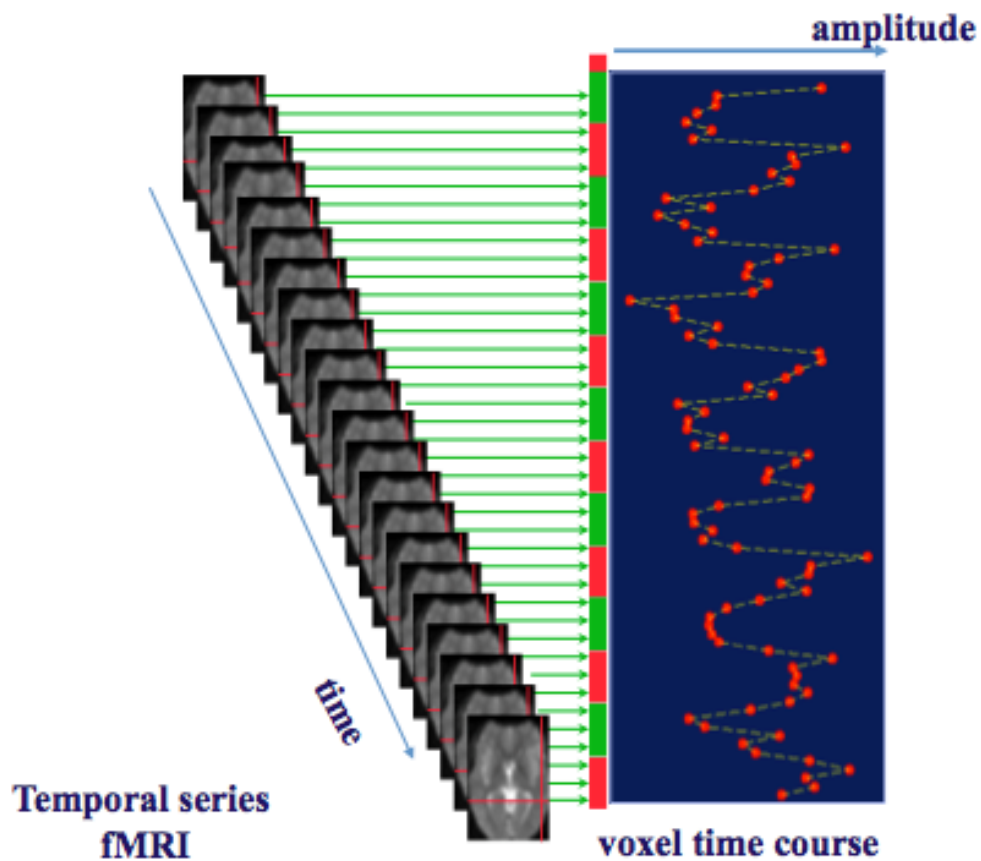 amplitude
time
Temporal series
fMRI
voxel time course